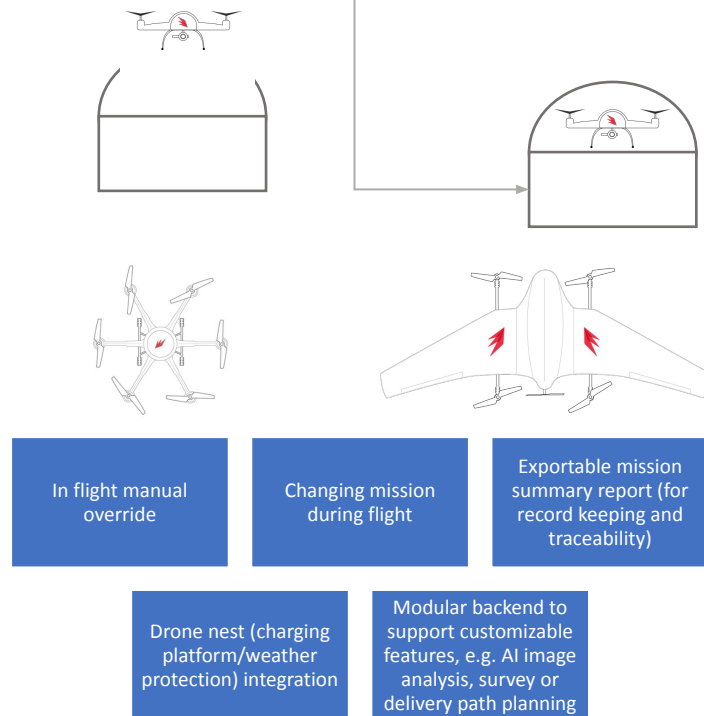 In flight manual
override
Changing mission
during flight
Exportable mission
summary report (for
record keeping and
traceability)
Drone nest (charging
platform/weather
protection) integration
Modular backend to
support customizable
features, e.g. AI image
analysis, survey or
delivery path planning